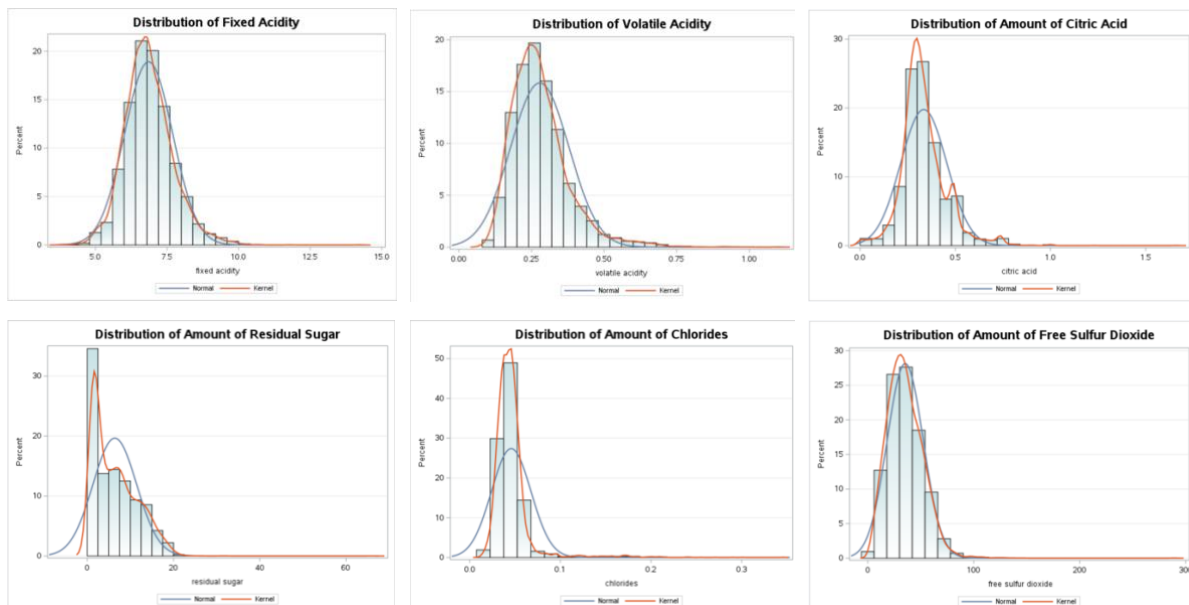 Distribution of Fixed Acidity
20
15
10
5
0
Percent
5.0 7.5 10.0 12.5 15.0
fixed acidity
Normal Kernel
Distribution of Volatile Acidity
20
15
10
5
0
Percent
0.00 0.25 0.50 0.75 1.00
volatile acidity
Normal Kernel
Distribution of Amount of Citric Acid
30
20
10
0
Percent
0.0 0.5 1.0 1.5
citric acid
Normal Kernel
Distribution of Amount of Residual Sugar
30
20
10
0
Percent
0 20 40 60
residual sugar
Normal Kernel
Distribution of Amount of Chlorides
50
40
30
20
10
0
Percent
0.0 0.1 0.2 0.3
chlorides
Normal Kernel
Distribution of Amount of Free Sulfur Dioxide
30
25
20
15
10
5
0
Percent
0 100 200 300
free sulfur dioxide
Normal Kernel